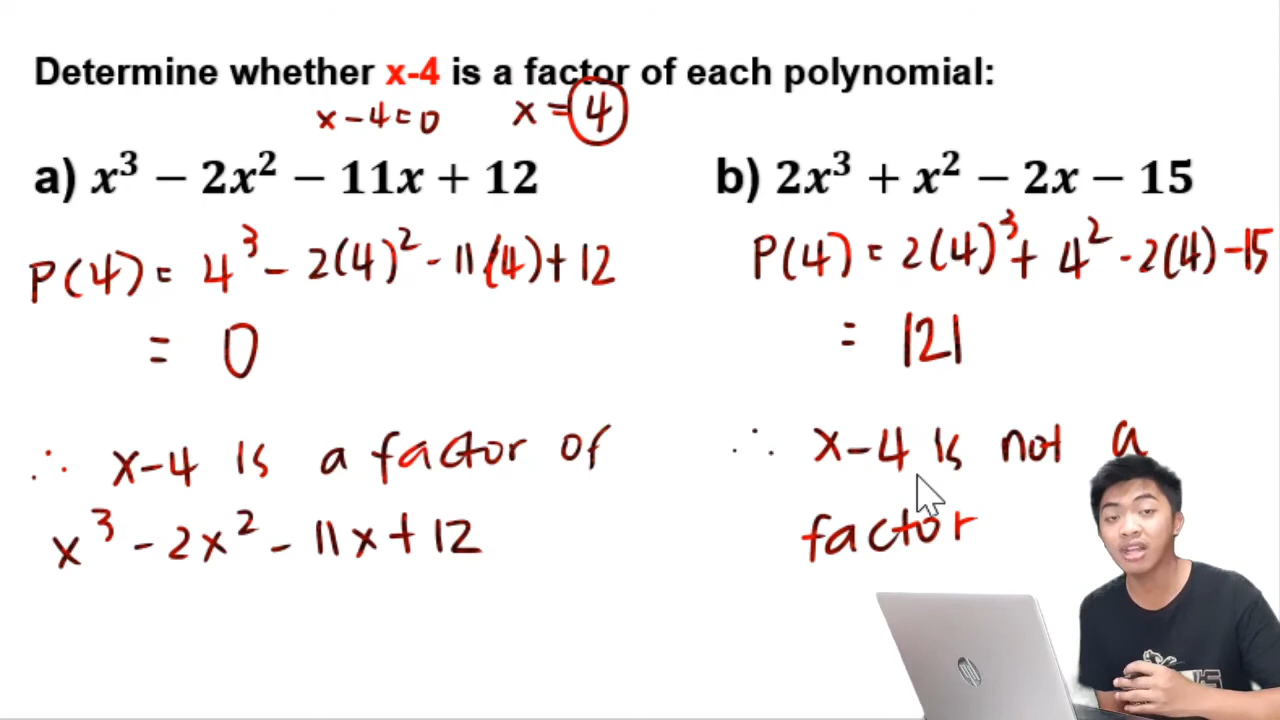 Determine whether x-4 is a factor of each polynomial:
x-4=0 x=4
a) x³ − 2x² − 11x + 12
P(4) = 4³ - 2(4)² - 11(4)+12
= 0
∴ x-4 is a factor of
x³ - 2x² - 11x+12
b) 2x³ + x² − 2x − 15
P(4) = 2(4)³+ 4² - 2(4)-15
= 121
∴ x-4 is not a
factor
hp